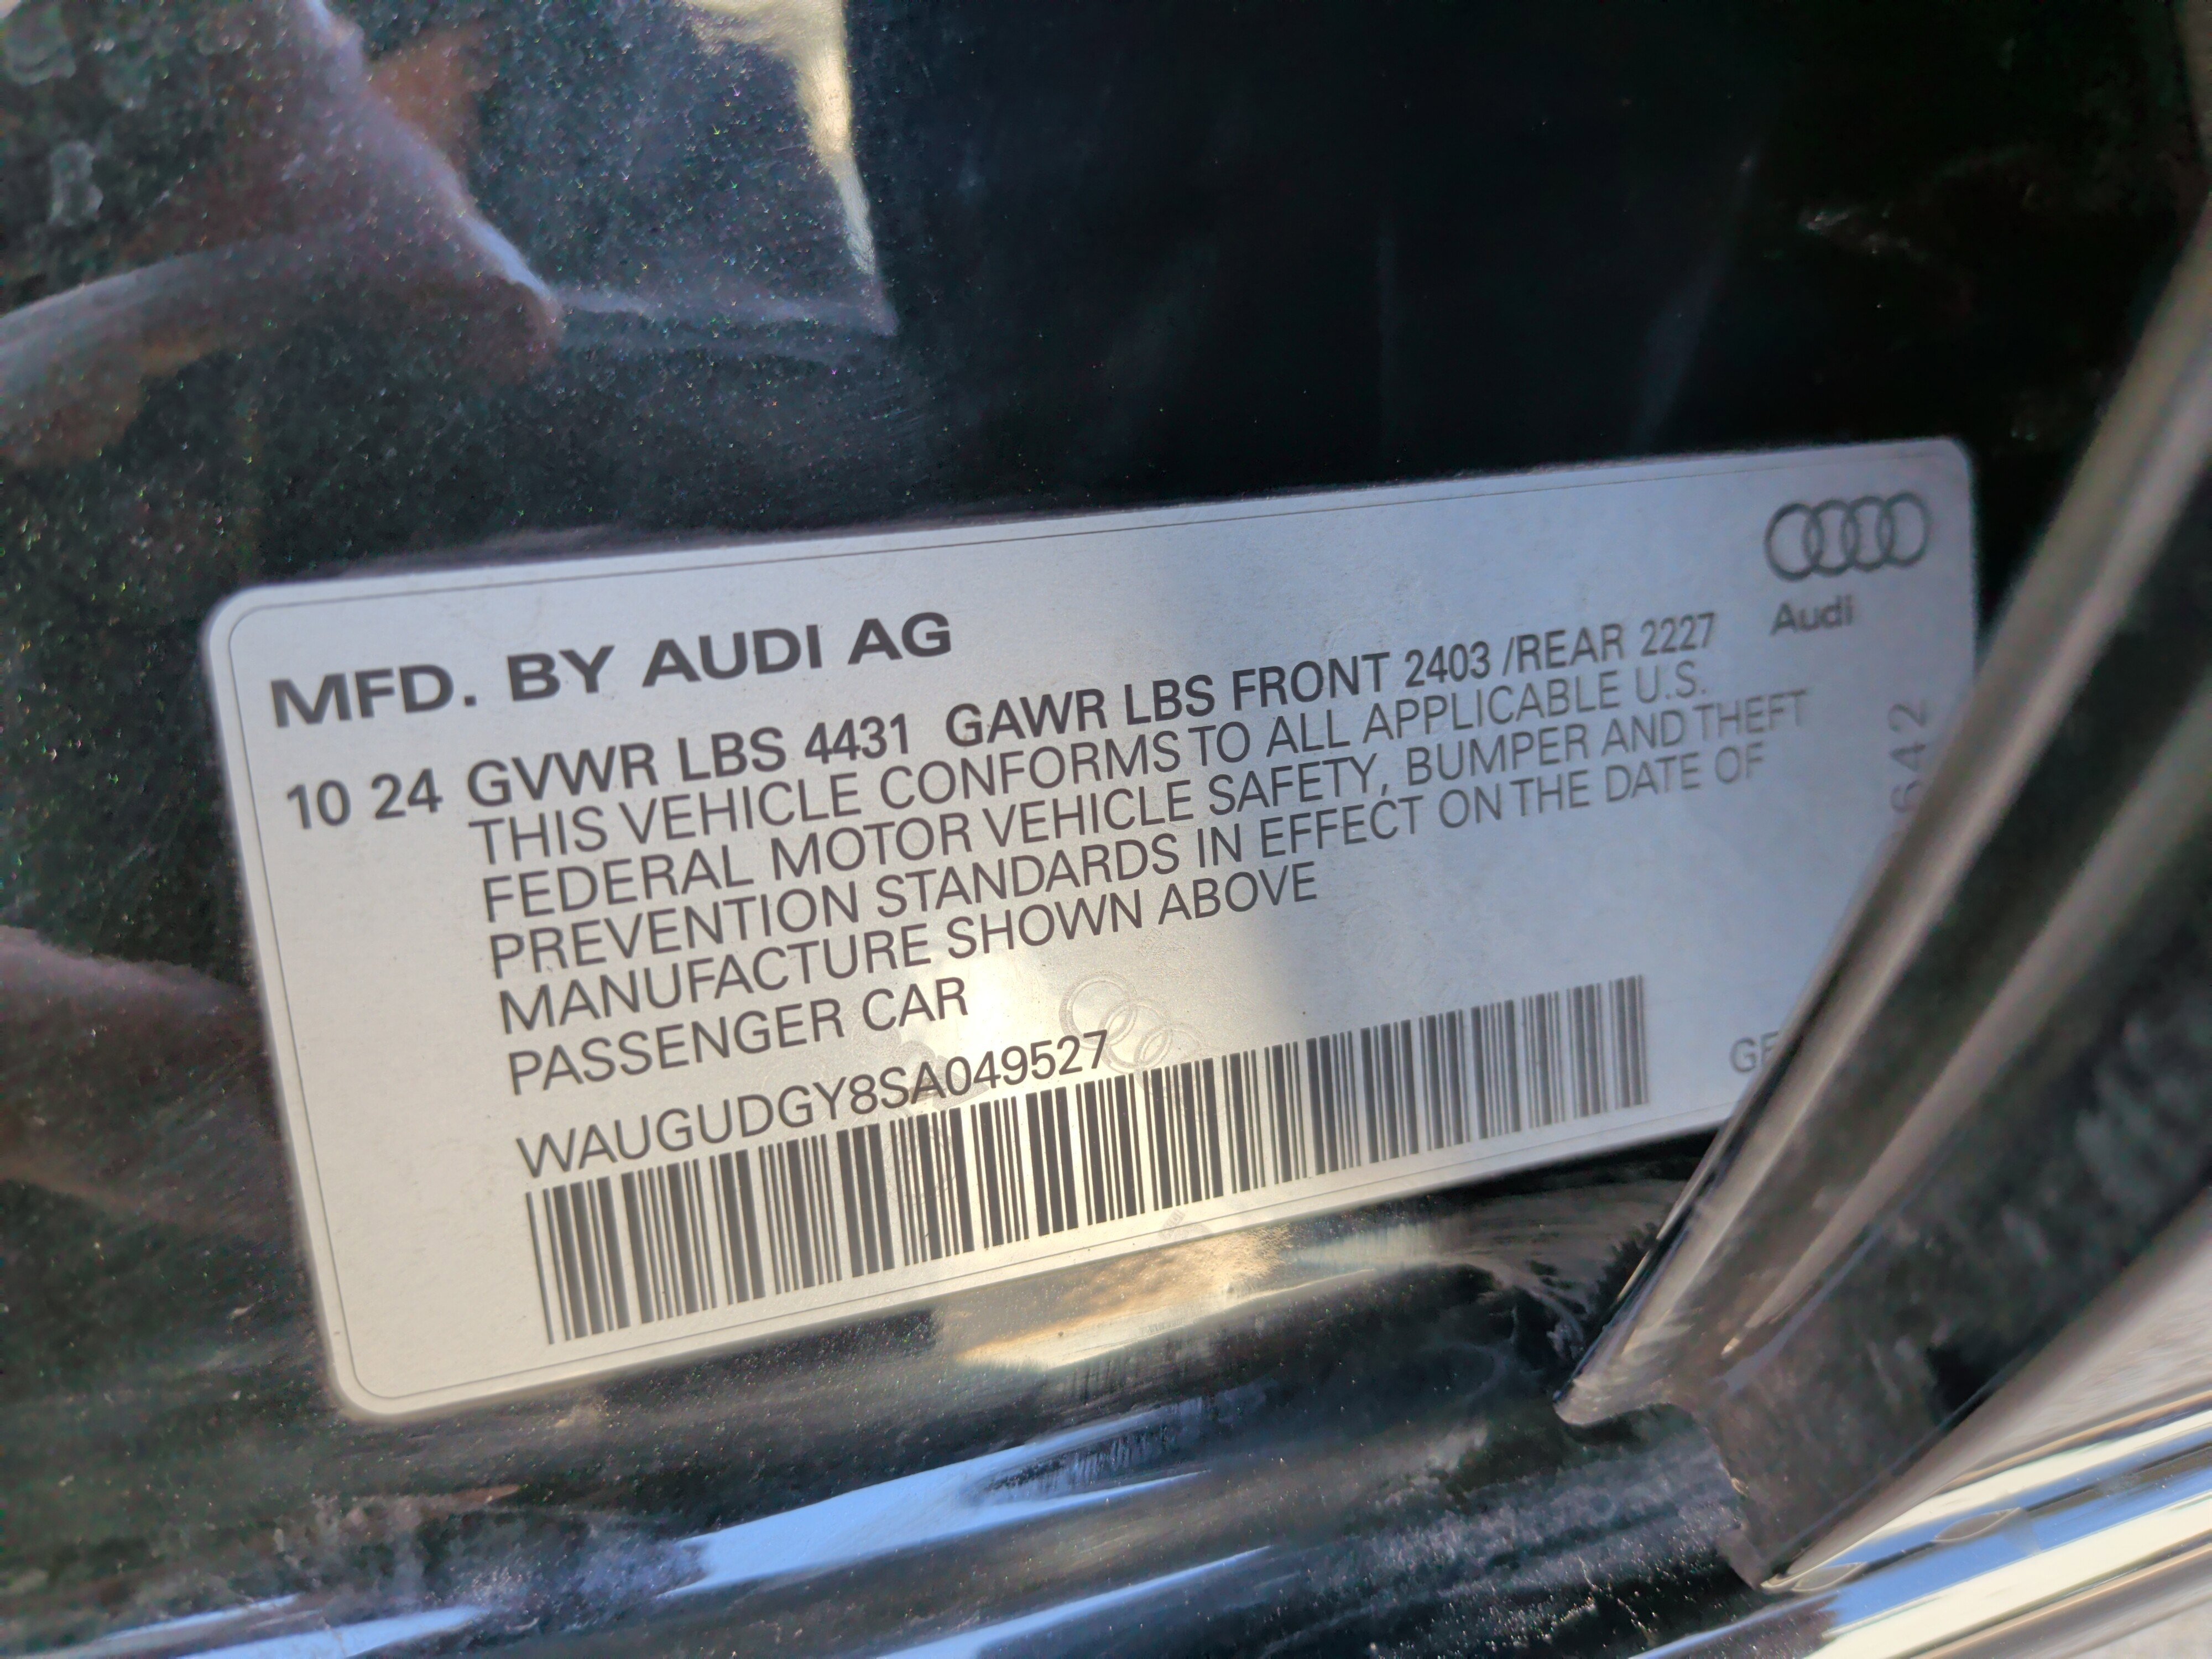 Audi
MFD. BY AUDI AG
10 24 GVWR LBS 4431 GAWR LBS FRONT 2403 /REAR 2227
THIS VEHICLE CONFORMS TO ALL APPLICABLE U.S.
FEDERAL MOTOR VEHICLE SAFETY, BUMPER AND THEFT
PREVENTION STANDARDS IN EFFECT ON THE DATE OF
MANUFACTURE SHOWN ABOVE
PASSENGER CAR
WAUGUDGY8SA049527